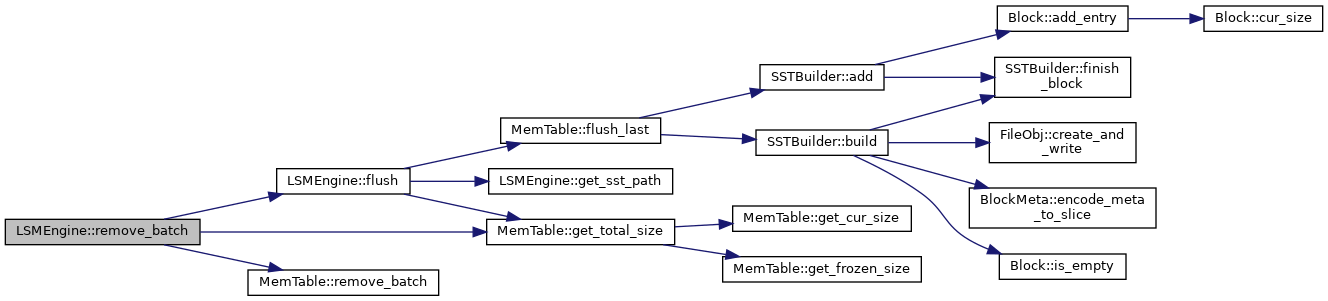 LSMEngine::remove_batch
LSMEngine::flush
MemTable::remove_batch
MemTable::flush_last
LSMEngine::get_sst_path
MemTable::get_total_size
SSTBuilder::add
SSTBuilder::build
MemTable::get_cur_size
MemTable::get_frozen_size
Block::add_entry
SSTBuilder::finish
_block
FileObj::create_and
_write
BlockMeta::encode_meta
_to_slice
Block::is_empty
Block::cur_size